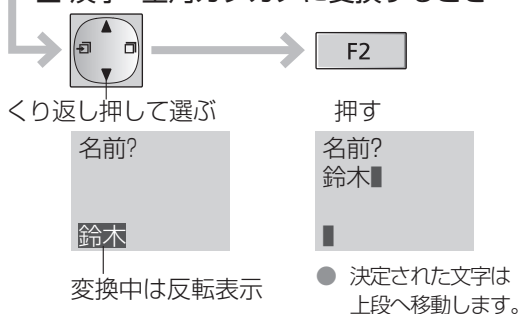 ■ 漢字・全角カタカナに変換するとき
F2
くり返し押して選ぶ
押す
名前?
鈴木
変換中は反転表示
名前?
鈴木
● 決定された文字は
上段へ移動します。